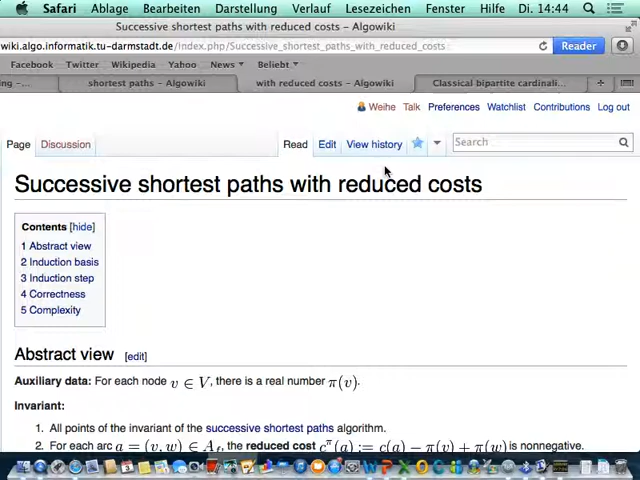 Safari Ablage Bearbeiten Darstellung Verlauf Lesezeichen Fenster Hilfe Di. 14:44
Successive shortest paths with reduced costs – Algowiki
wiki.algo.informatik.tu-darmstadt.de/index.php/Successive_shortest_paths_with_reduced_costs Reader
Facebook Twitter Wikipedia Yahoo News ▾ Beliebt ▾
ng – ... shortest paths – Algowiki with reduced costs – Algowiki Classical bipartite cardinali...
Weihe Talk Preferences Watchlist Contributions Log out
Page Discussion Read Edit View history Search
Successive shortest paths with reduced costs
Contents [hide]
1 Abstract view
2 Induction basis
3 Induction step
4 Correctness
5 Complexity
Abstract view [edit]
Auxiliary data: For each node v ∈ V, there is a real number π(v).
Invariant:
1. All points of the invariant of the successive shortest paths algorithm.
2. For each arc a = (v, w) ∈ A_f, the reduced cost c^π(a) := c(a) − π(v) + π(w) is nonnegative.